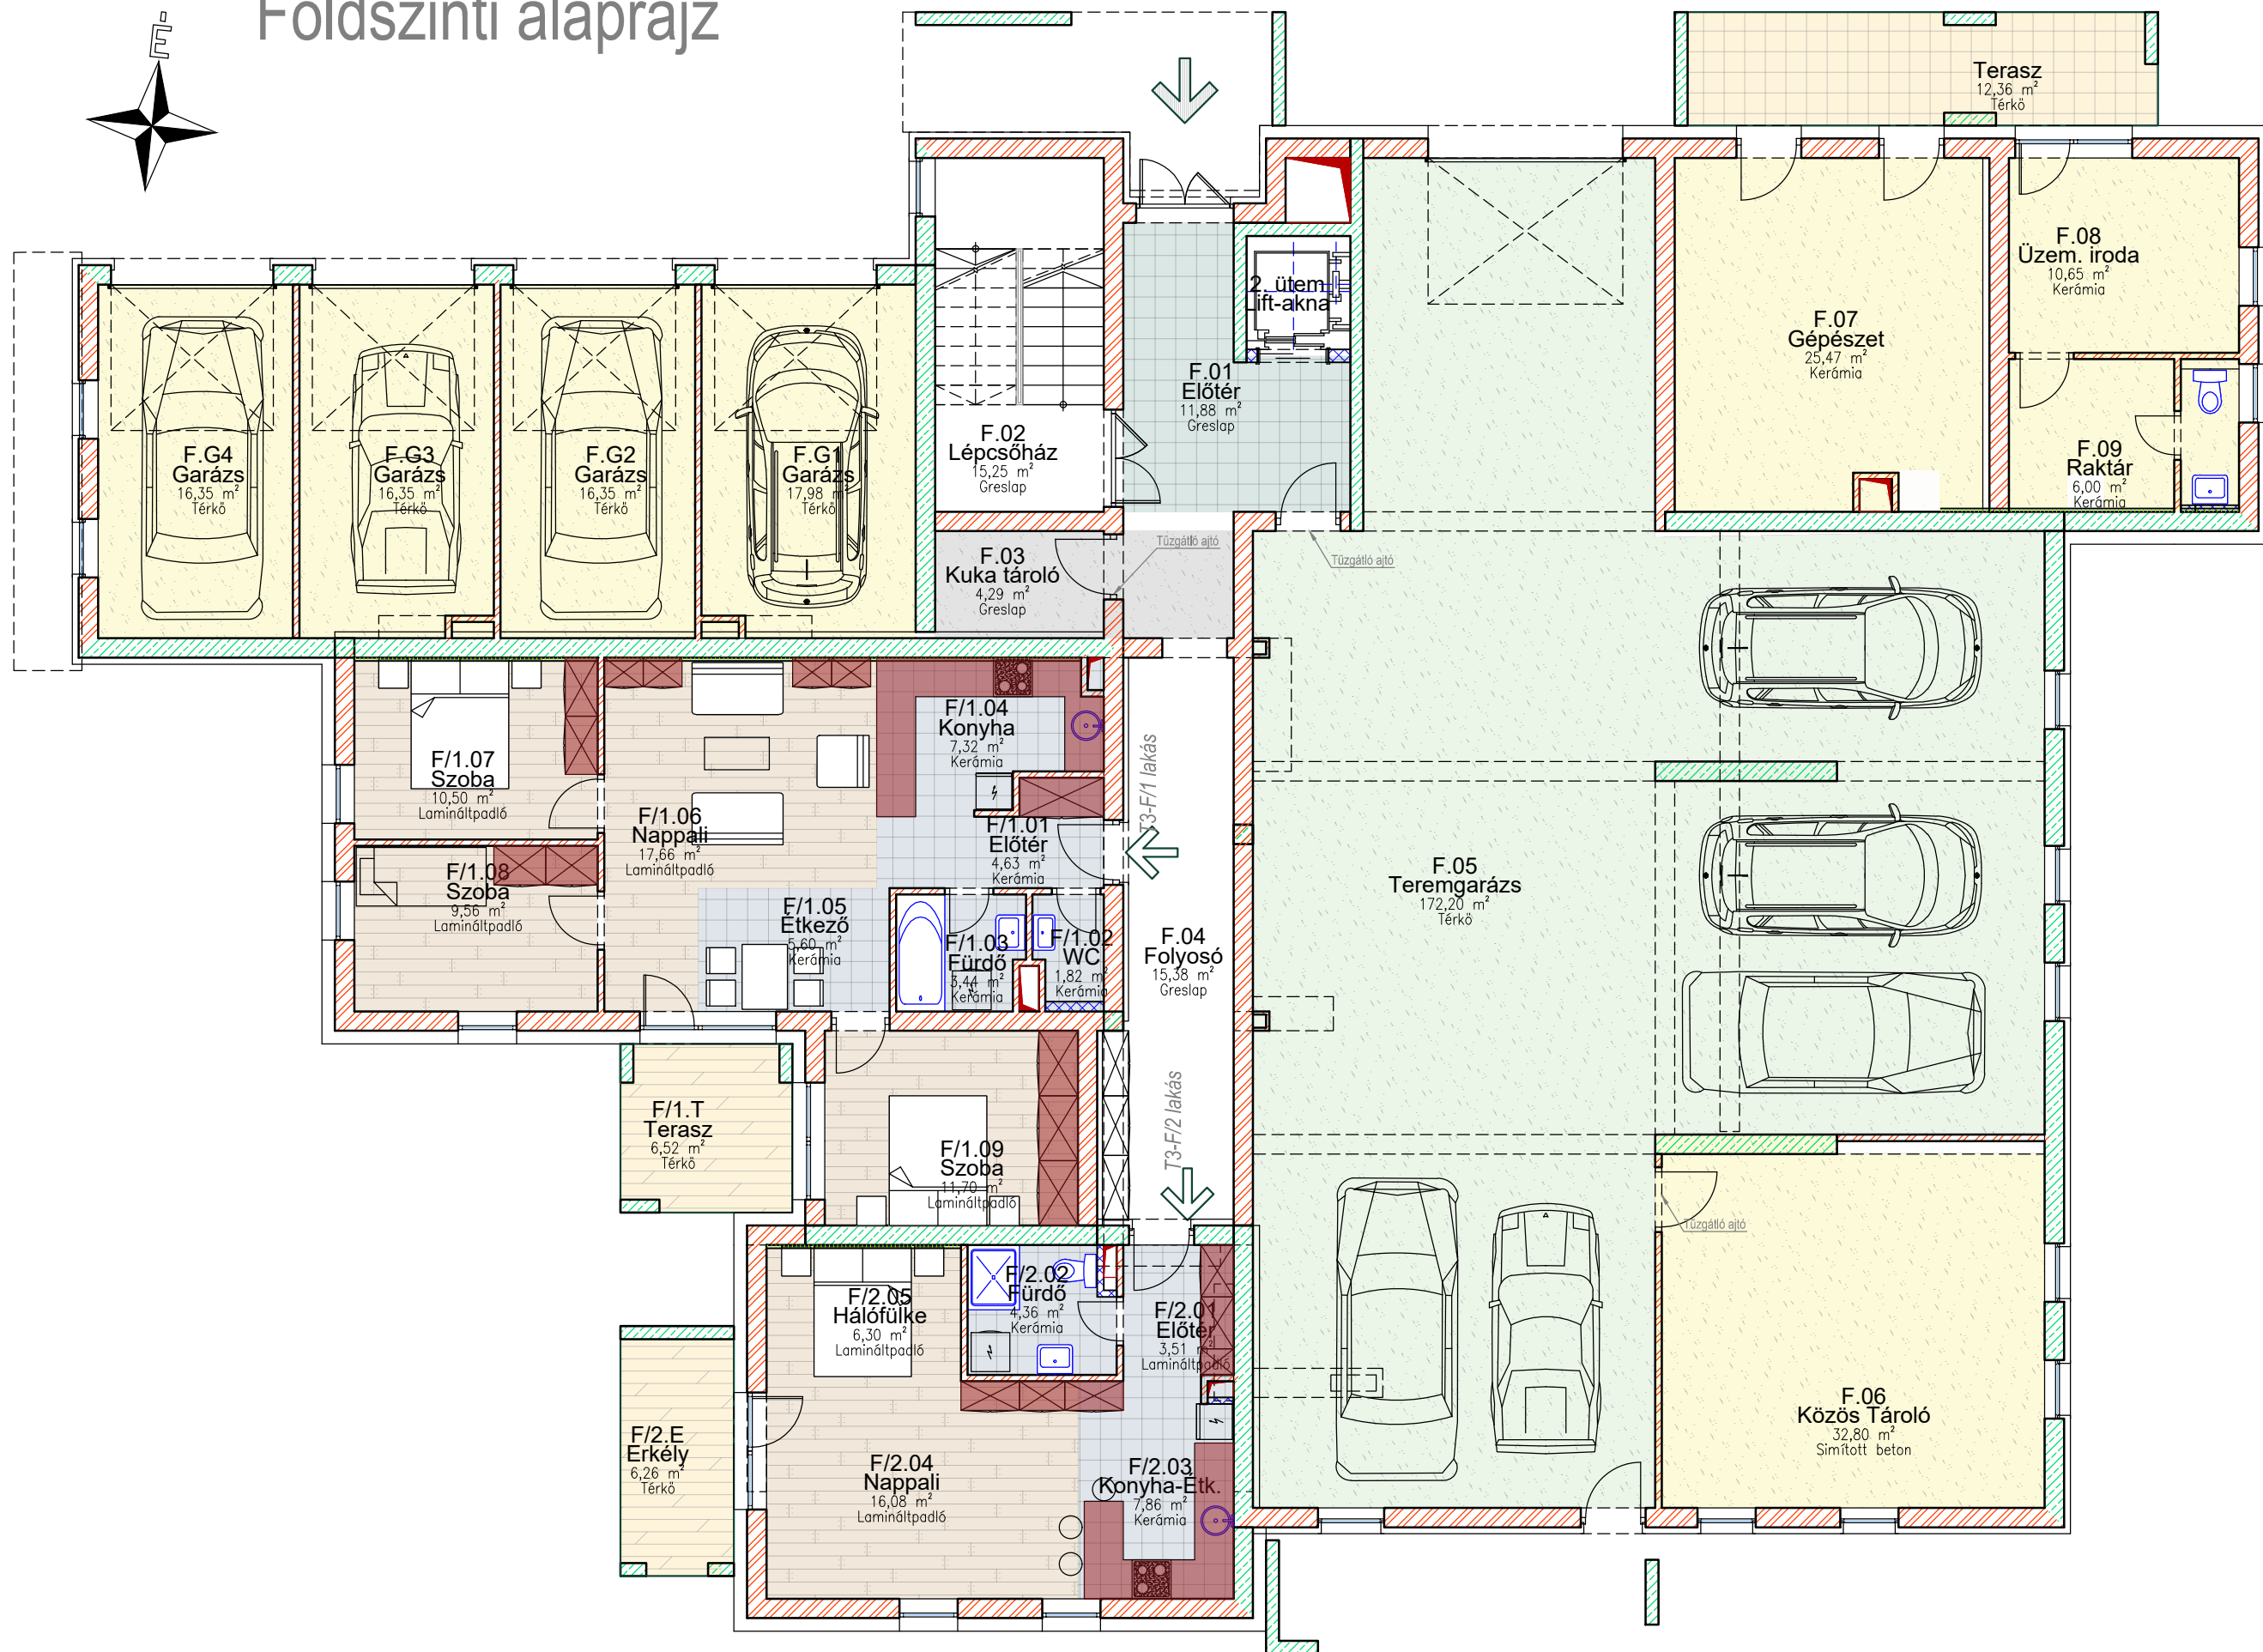 Földszinti alaprajz
É
Terasz
12,36 m²
Térkő
F.08
Üzem. iroda
10,65 m²
Kerámia
2. ütem
Lift-akna
F.07
Gépészet
25,47 m²
Kerámia
F.01
Előtér
11,88 m²
Greslap
F.02
Lépcsőház
15,25 m²
Greslap
F.G4
Garázs
16,35 m²
Térkő
F.G3
Garázs
16,35 m²
Térkő
F.G2
Garázs
16,35 m²
Térkő
F.G1
Garázs
17,98 m²
Térkő
F.09
Raktár
6,00 m²
Kerámia
F.03
Kuka tároló
4,29 m²
Greslap
Tűzgátló ajtó
Tűzgátló ajtó
F/1.04
Konyha
7,32 m²
Kerámia
F/1.07
Szoba
10,50 m²
Lamináltpadló
T3-F/1 lakás
F/1.06
Nappali
17,66 m²
Lamináltpadló
F/1.01
Előtér
4,63 m²
Kerámia
F/1.08
Szoba
9,56 m²
Lamináltpadló
F.05
Teremgarázs
172,20 m²
Térkő
F/1.05
Étkező
5,60 m²
Kerámia
F/1.03
Fürdő
3,44 m²
Kerámia
F/1.02
WC
1,82 m²
Kerámia
F.04
Folyosó
15,38 m²
Greslap
T3-F/2 lakás
F/1.T
Terasz
6,52 m²
Térkő
F/1.09
Szoba
11,70 m²
Lamináltpadló
Tűzgátló ajtó
F/2.05
Hálófülke
6,30 m²
Lamináltpadló
F/2.02
Fürdő
4,36 m²
Kerámia
F/2.01
Előtér
3,51 m²
Lamináltpadló
F.06
Közös Tároló
32,80 m²
Simított beton
F/2.E
Erkély
6,26 m²
Térkő
F/2.04
Nappali
16,08 m²
Lamináltpadló
F/2.03
Konyha-Étk.
7,86 m²
Kerámia